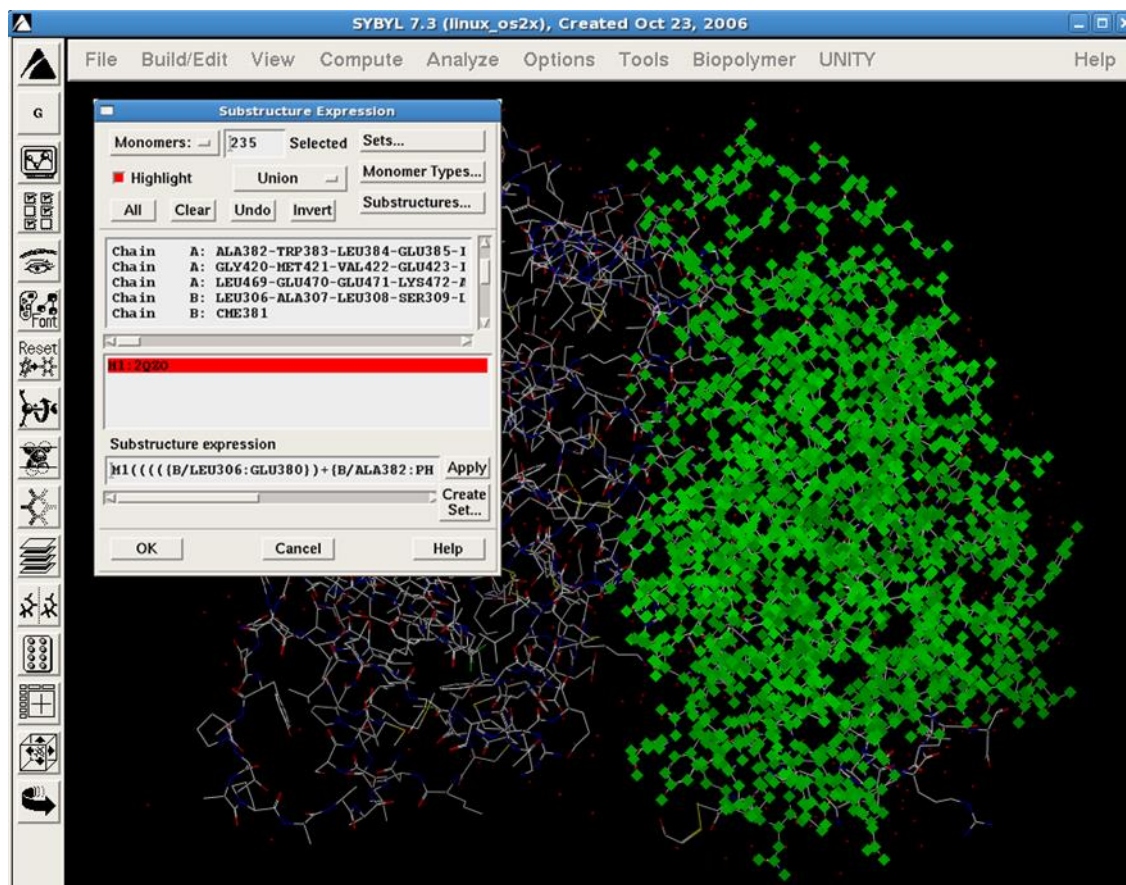 SYBYL 7.3 (linux_os2x), Created Oct 23, 2006
File Build/Edit View Compute Analyze Options Tools Biopolymer UNITY Help
G
Font
Reset
Substructure Expression
Monomers: 235 Selected Sets...
Highlight Union Monomer Types...
All Clear Undo Invert Substructures...
Chain A: ALA382-TRP383-LEU384-GLU385-I
Chain A: GLY420-MET421-VAL422-GLU423-I
Chain A: LEU469-GLU470-GLU471-LYS472-A
Chain B: LEU306-ALA307-LEU308-SER309-L
Chain B: CME381
M1:2QZO
Substructure expression
M1(((((B/LEU306:GLU380))+{B/ALA382:PH Apply
Create Set...
OK Cancel Help